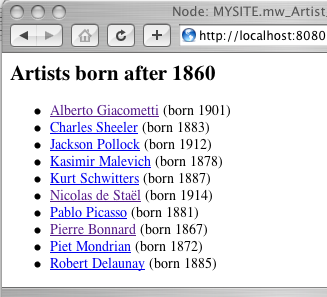 Node: MYSITE.mw_Artist
http://localhost:8080
Artists born after 1860
Alberto Giacometti (born 1901)
Charles Sheeler (born 1883)
Jackson Pollock (born 1912)
Kasimir Malevich (born 1878)
Kurt Schwitters (born 1887)
Nicolas de Staël (born 1914)
Pablo Picasso (born 1881)
Pierre Bonnard (born 1867)
Piet Mondrian (born 1872)
Robert Delaunay (born 1885)